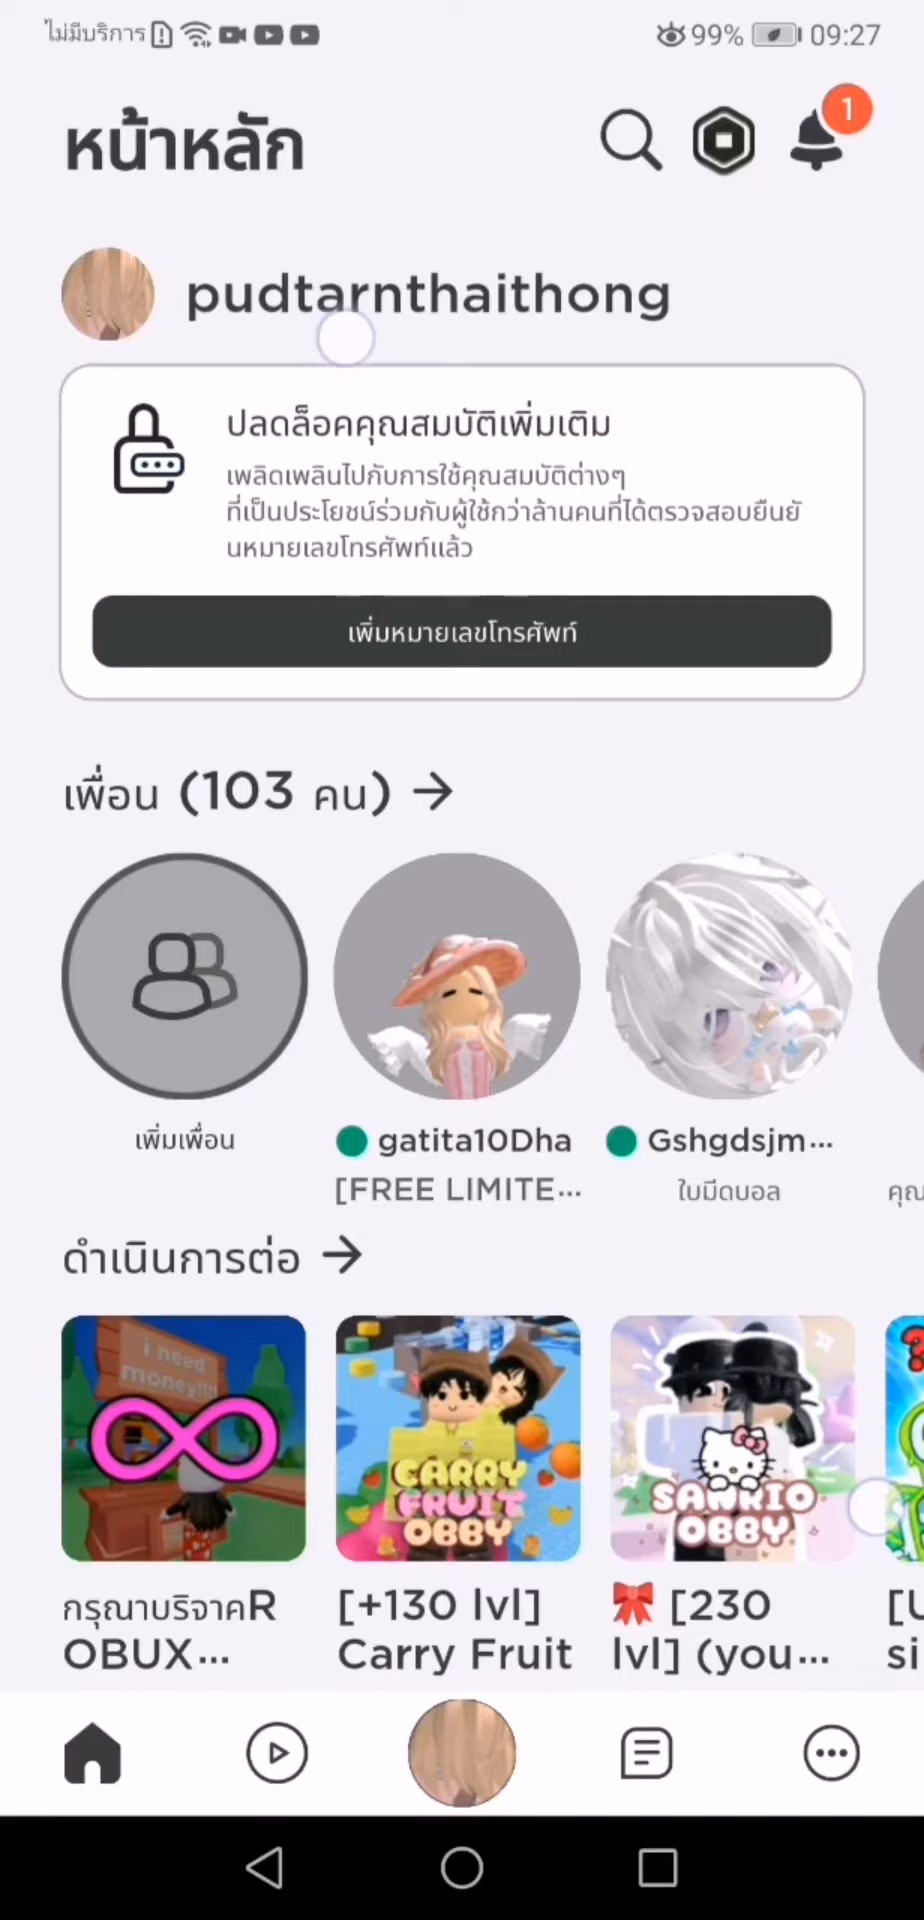 ไม่มีบริการ 99% 09:27
หน้าหลัก 1
pudtarnthaithong
ปลดล็อคคุณสมบัติเพิ่มเติม
เพลิดเพลินไปกับการใช้คุณสมบัติต่างๆ
ที่เป็นประโยชน์ร่วมกับผู้ใช้กว่าล้านคนที่ได้ตรวจสอบยืนยั
นหมายเลขโทรศัพท์แล้ว
เพิ่มหมายเลขโทรศัพท์
เพื่อน (103 คน) →
เพิ่มเพื่อน
gatita10Dha
[FREE LIMITE...
Gshgdsjm...
ใบมีดบอล
คุณ
ดำเนินการต่อ →
i need
money!!!!
CARRY
FRUIT
OBBY
SANRIO
OBBY
กรุณาบริจาคR
OBUX...
[+130 lvl]
Carry Fruit
🎀 [230
lvl] (you...
[U
si